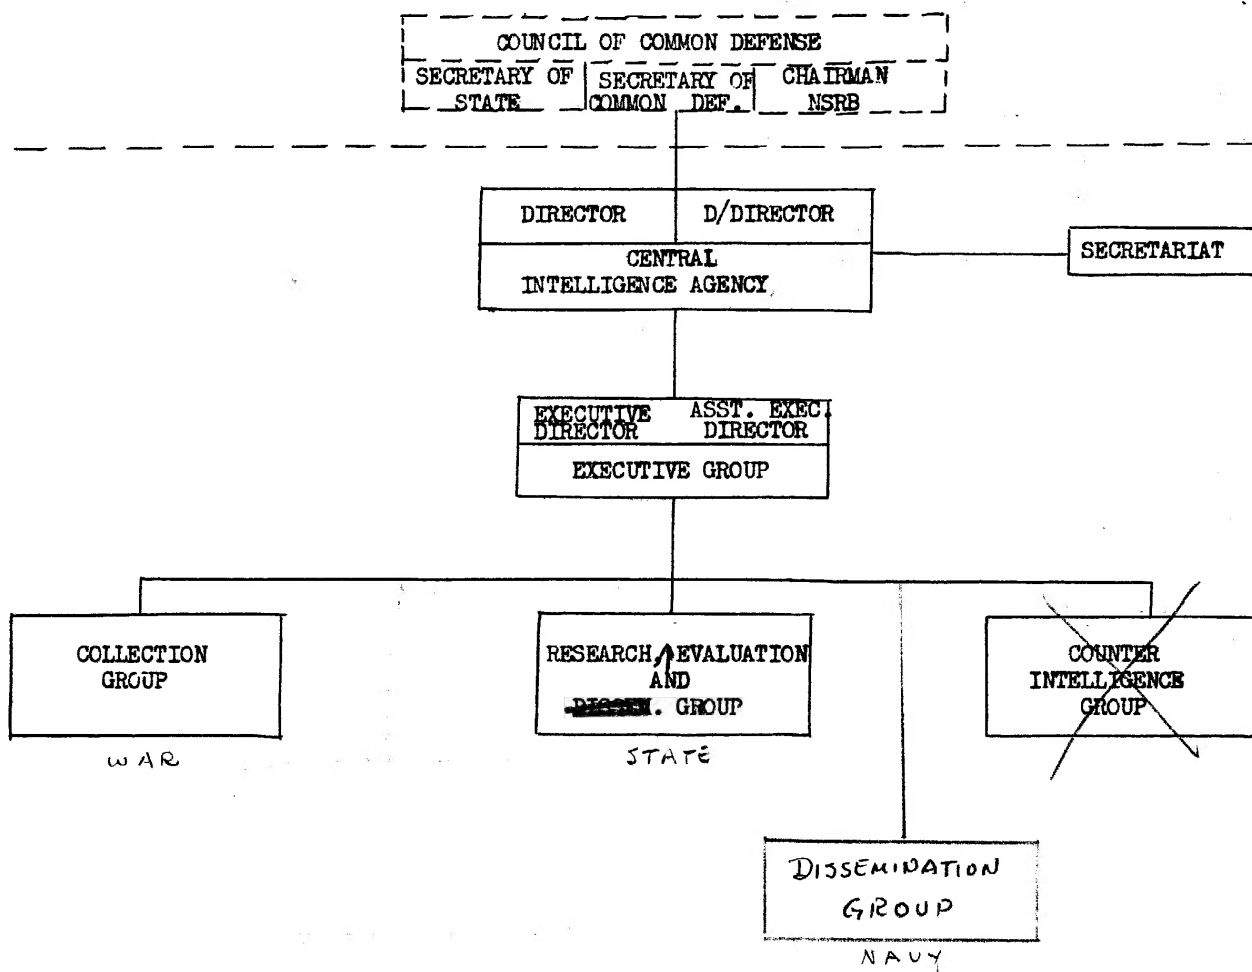 COUNCIL OF COMMON DEFENSE
SECRETARY OF
STATE
SECRETARY OF
COMMON DEF.
CHAIRMAN
NSRB
DIRECTOR
D/DIRECTOR
CENTRAL
INTELLIGENCE AGENCY
SECRETARIAT
EXECUTIVE
DIRECTOR
ASST. EXEC.
DIRECTOR
EXECUTIVE GROUP
COLLECTION
GROUP
WAR
RESEARCH, EVALUATION
AND
DISSEM. GROUP
STATE
COUNTER
INTELLIGENCE
GROUP
DISSEMINATION
GROUP
NAVY